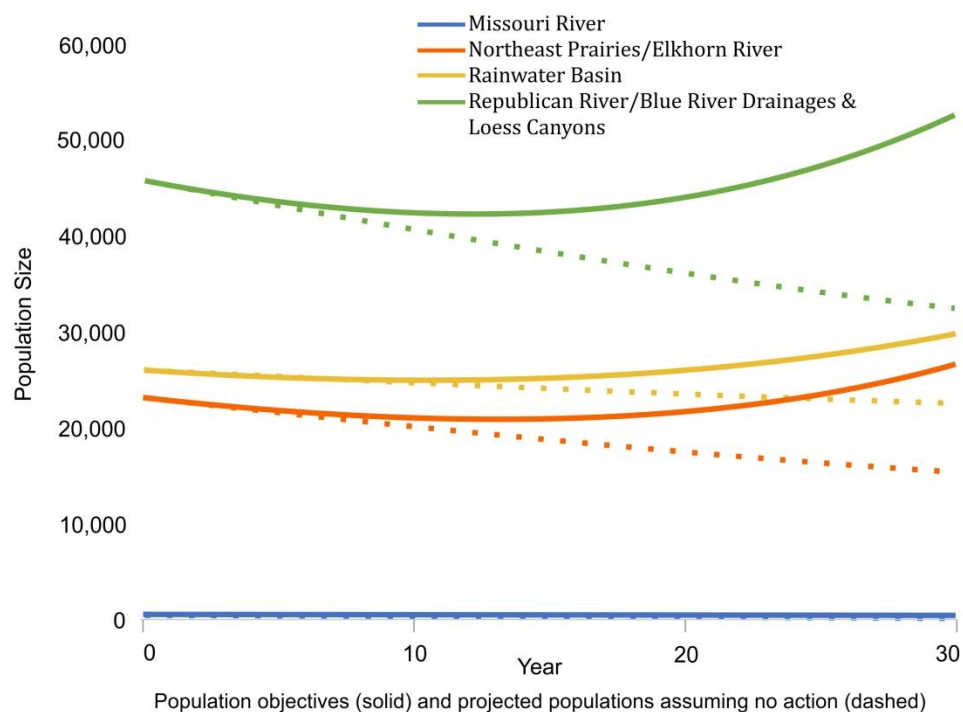 Missouri River
Northeast Prairies/Elkhorn River
Rainwater Basin
Republican River/Blue River Drainages &
Loess Canyons
60,000
50,000
40,000
30,000
20,000
10,000
0
Population Size
0
10
20
30
Year
Population objectives (solid) and projected populations assuming no action (dashed)